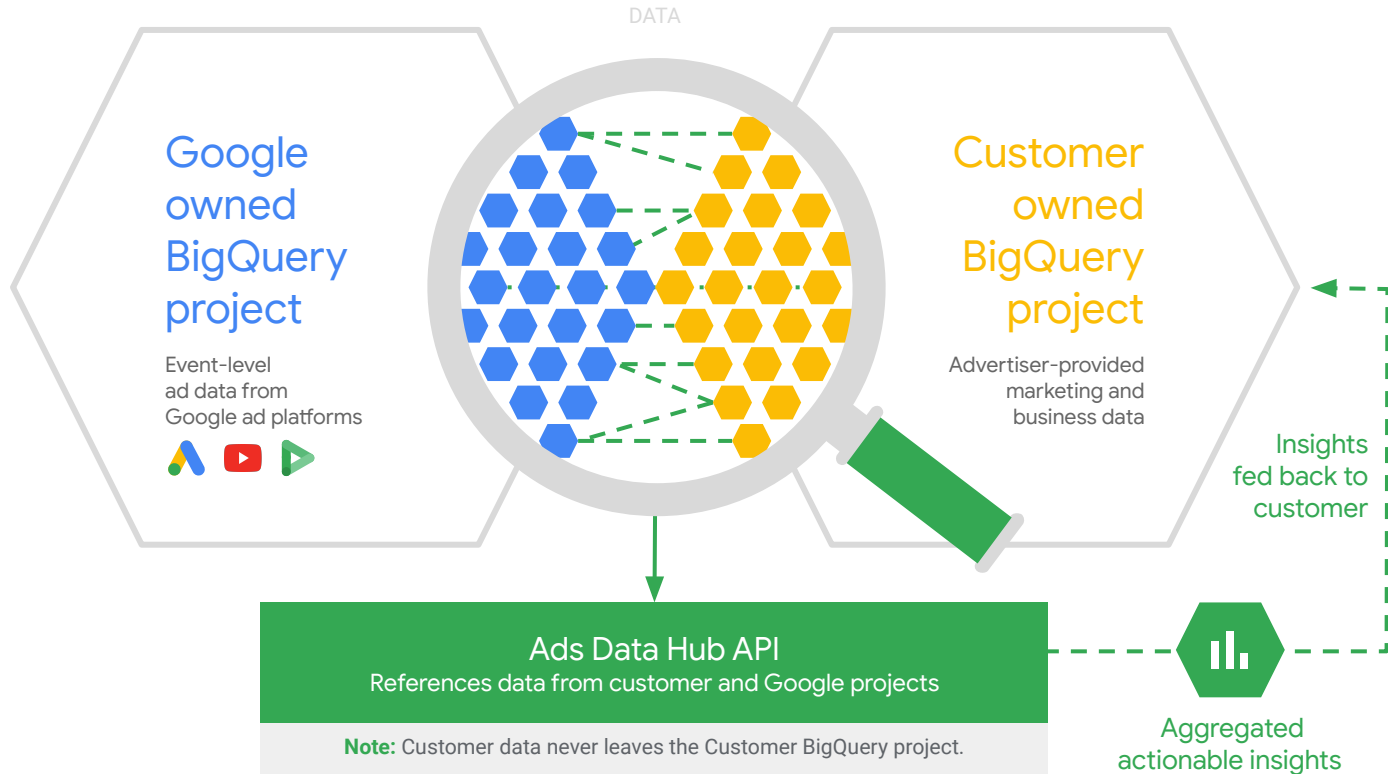 DATA
Google
owned
BigQuery
project
Event-level
ad data from
Google ad platforms
Customer
owned
BigQuery
project
Advertiser-provided
marketing and
business data
Insights
fed back to
customer
Ads Data Hub API
References data from customer and Google projects
Note: Customer data never leaves the Customer BigQuery project.
Aggregated
actionable insights